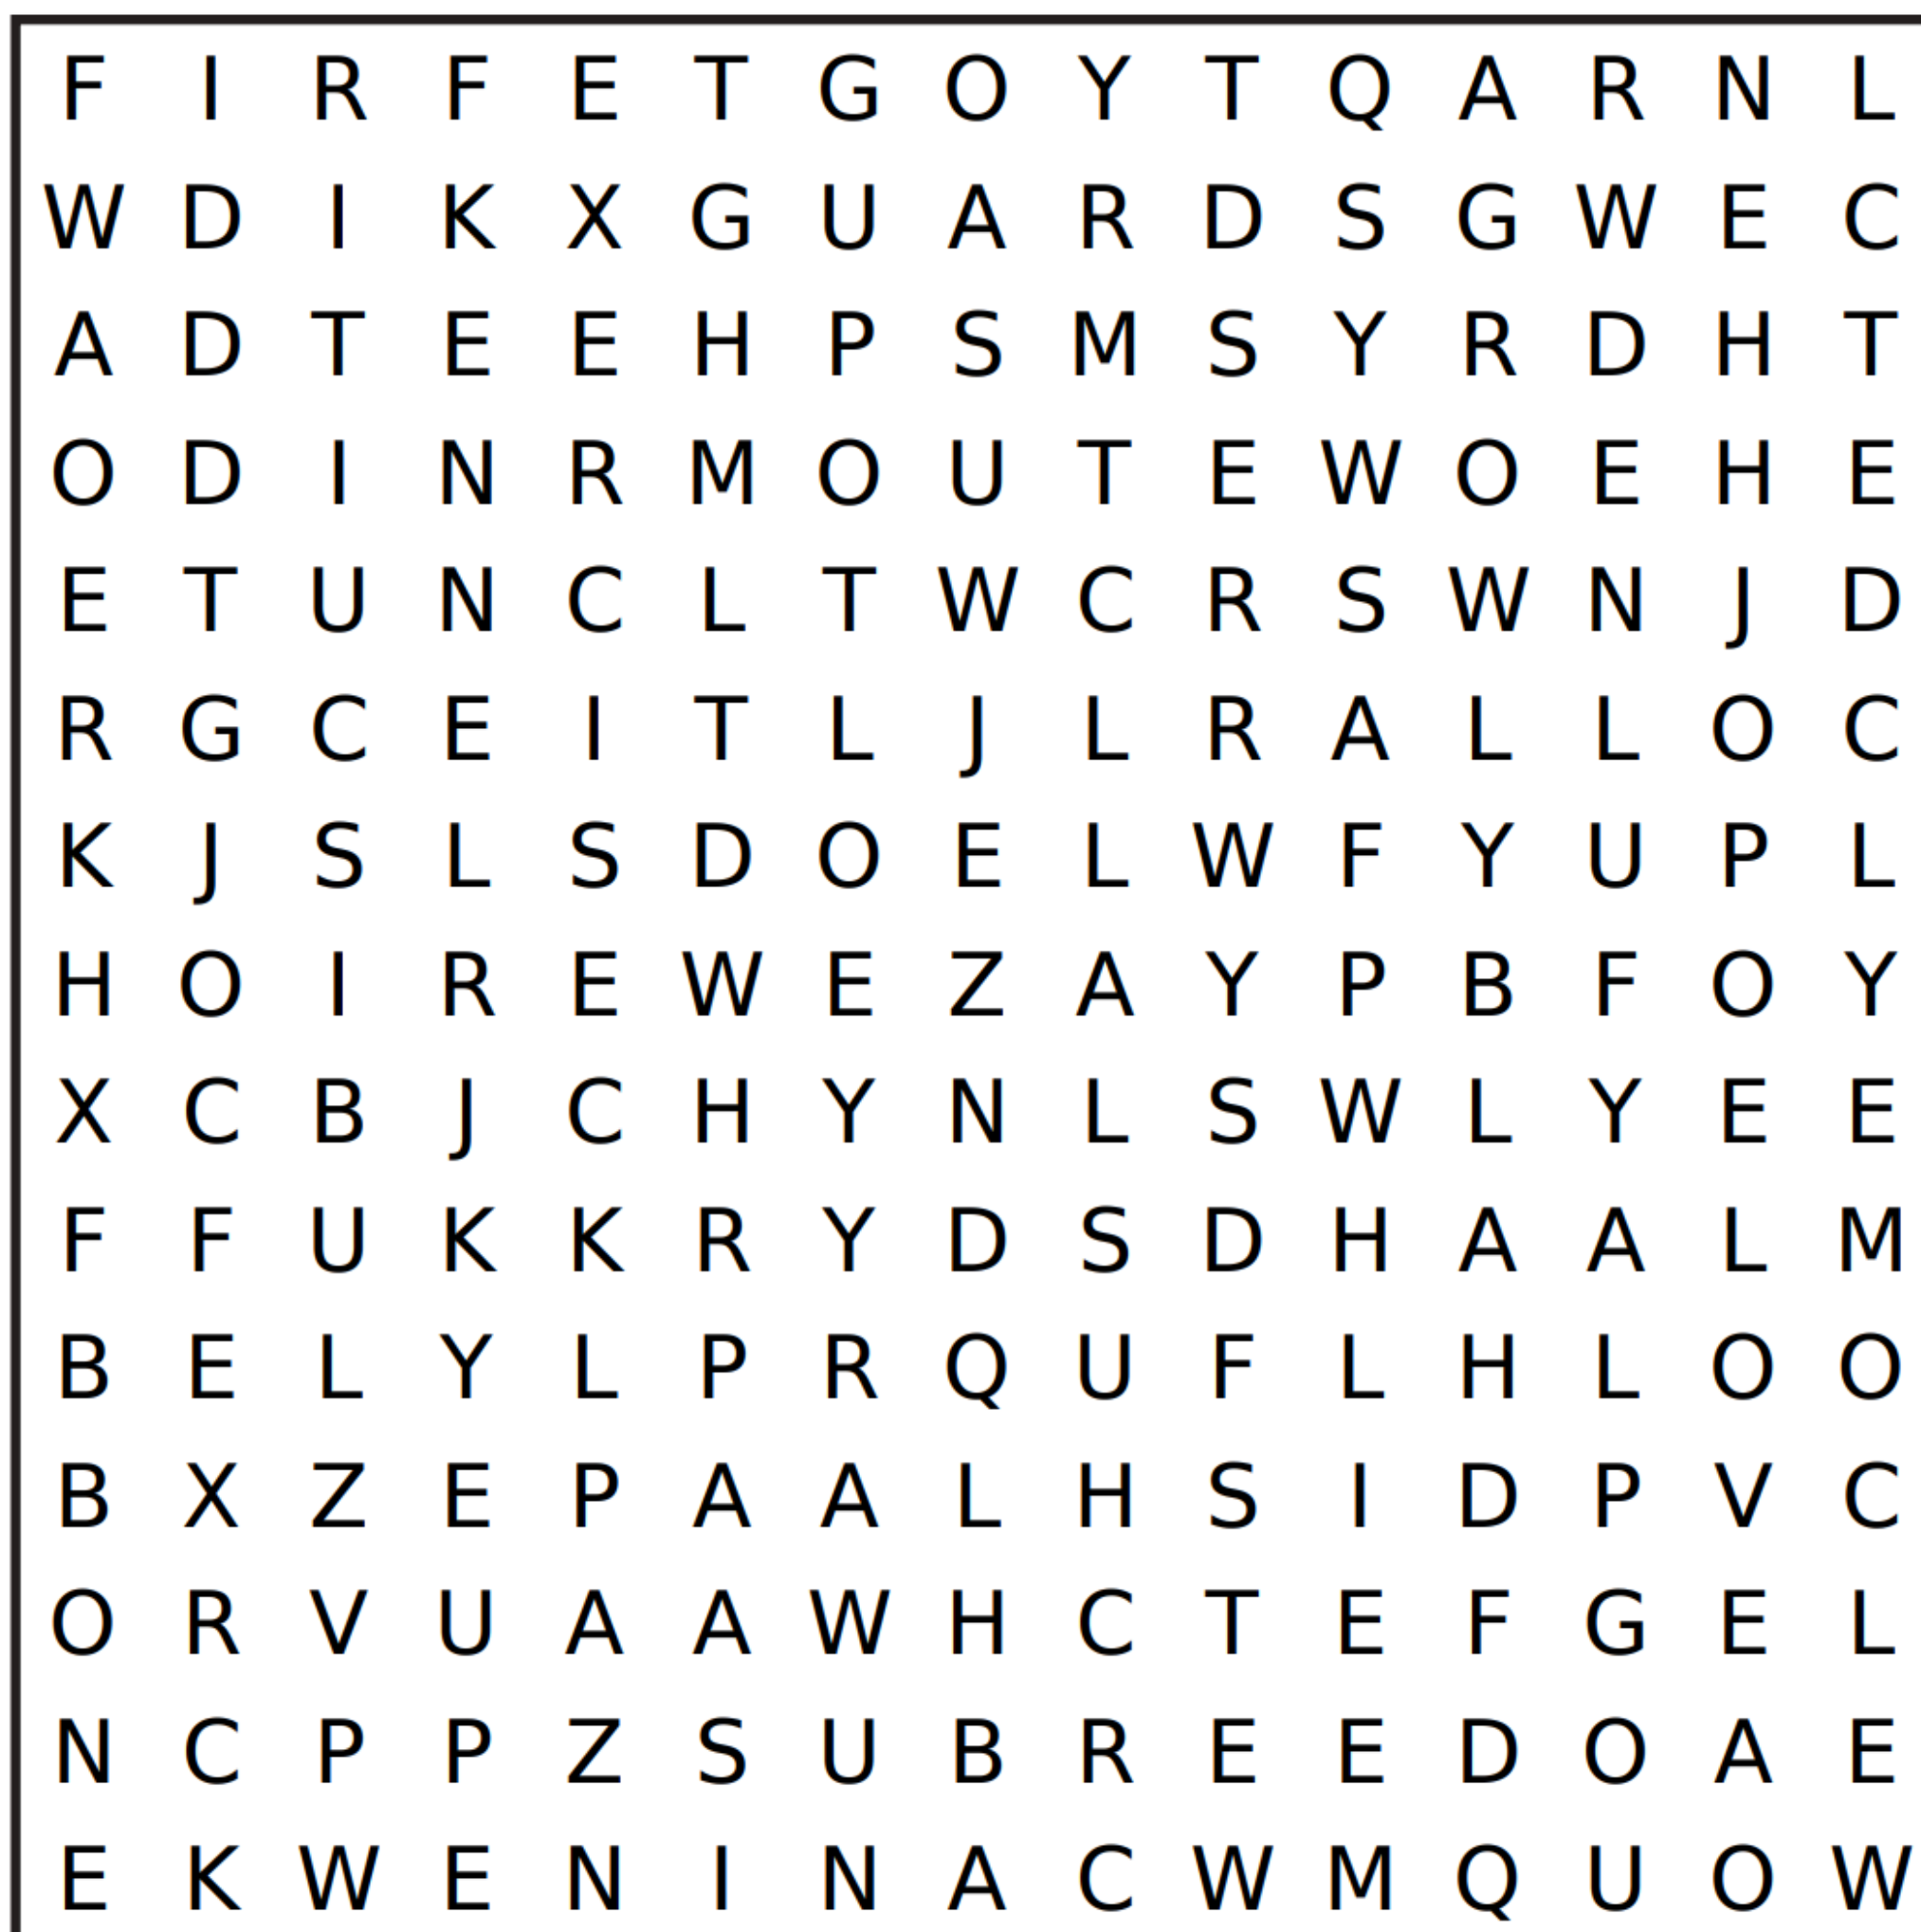 F I R F E T G O Y T Q A R N L
W D I K X G U A R D S G W E C
A D T E E H P S M S Y R D H T
O D I N R M O U T E W O E H E
E T U N C L T W C R S W N J D
R G C E I T L J L R A L L O C
K J S L S D O E L W F Y U P L
H O I R E W E Z A Y P B F O Y
X C B J C H Y N L S W L Y E E
F F U K K R Y D S D H A A L M
B E L Y L P R Q U F L H L O O
B X Z E P A A L H S I D P V C
O R V U A A W H C T E F G E L
N C P P Z S U B R E E D O A E
E K W E N I N A C W M Q U O W